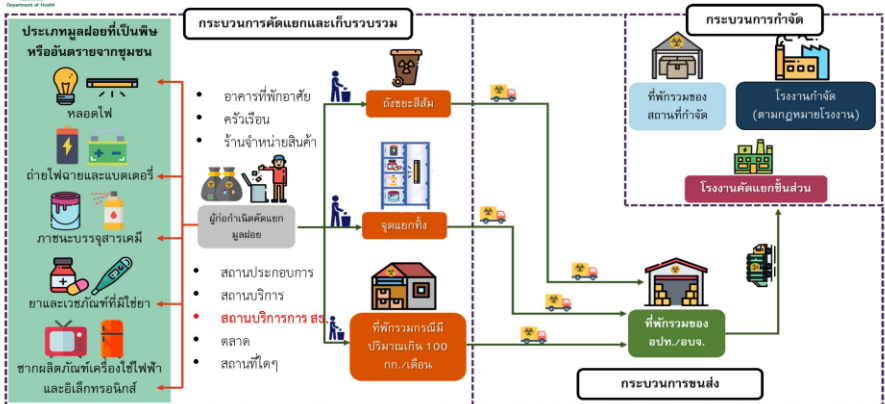 Department of Health
ประเภทมูลฝอยที่เป็นพิษ
หรืออันตรายจากชุมชน
หลอดไฟ
ถ่ายไฟฉายและแบตเตอรี่
ภาชนะบรรจุสารเคมี
ยาและเวชภัณฑ์ที่มิใช่ยา
ซากผลิตภัณฑ์เครื่องใช้ไฟฟ้า
และอิเล็กทรอนิกส์
กระบวนการคัดแยกและเก็บรวบรวม
• อาคารที่พักอาศัย
• ครัวเรือน
• ร้านจำหน่ายสินค้า
ผู้ก่อกำเนิดคัดแยก
มูลฝอย
• สถานประกอบการ
• สถานบริการ
• สถานบริการการ สธ.
• ตลาด
• สถานที่ใดๆ
ถังขยะสีส้ม
จุดแยกทิ้ง
ที่พักรวมกรณีมี
ปริมาณเกิน 100
กก./เดือน
กระบวนการกำจัด
ที่พักรวมของ
สถานที่กำจัด
โรงงานกำจัด
(ตามกฎหมายโรงงาน)
โรงงานคัดแยกชิ้นส่วน
ที่พักรวมของ
อปท./อบจ.
กระบวนการขนส่ง